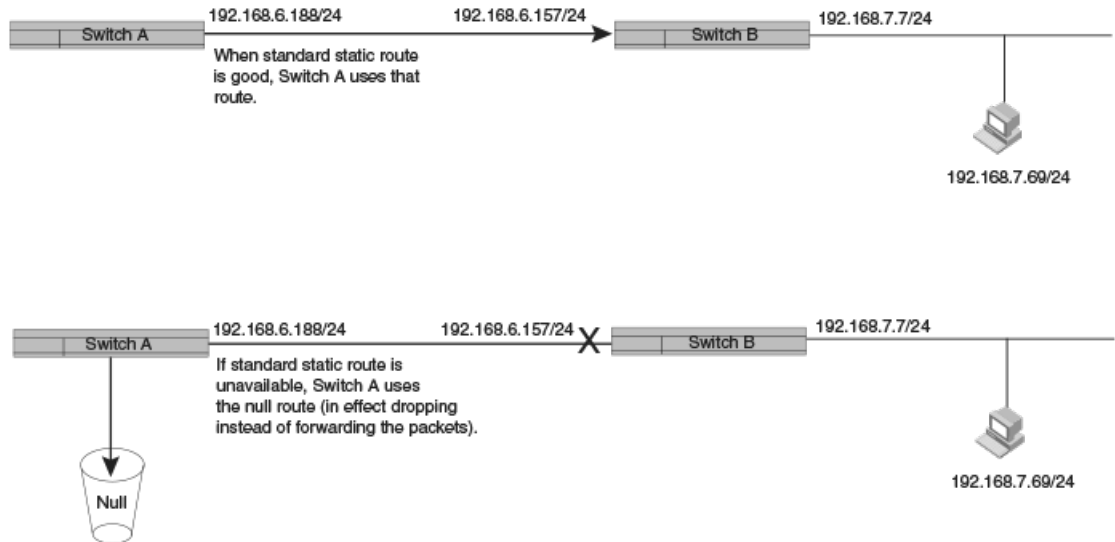 192.168.6.188/24
192.168.6.157/24
192.168.7.7/24
Switch A
Switch B
When standard static route
is good, Switch A uses that
route.
192.168.7.69/24
192.168.6.188/24
192.168.6.157/24
192.168.7.7/24
Switch A
X
Switch B
If standard static route is
unavailable, Switch A uses
the null route (in effect dropping
instead of forwarding the packets).
192.168.7.69/24
Null